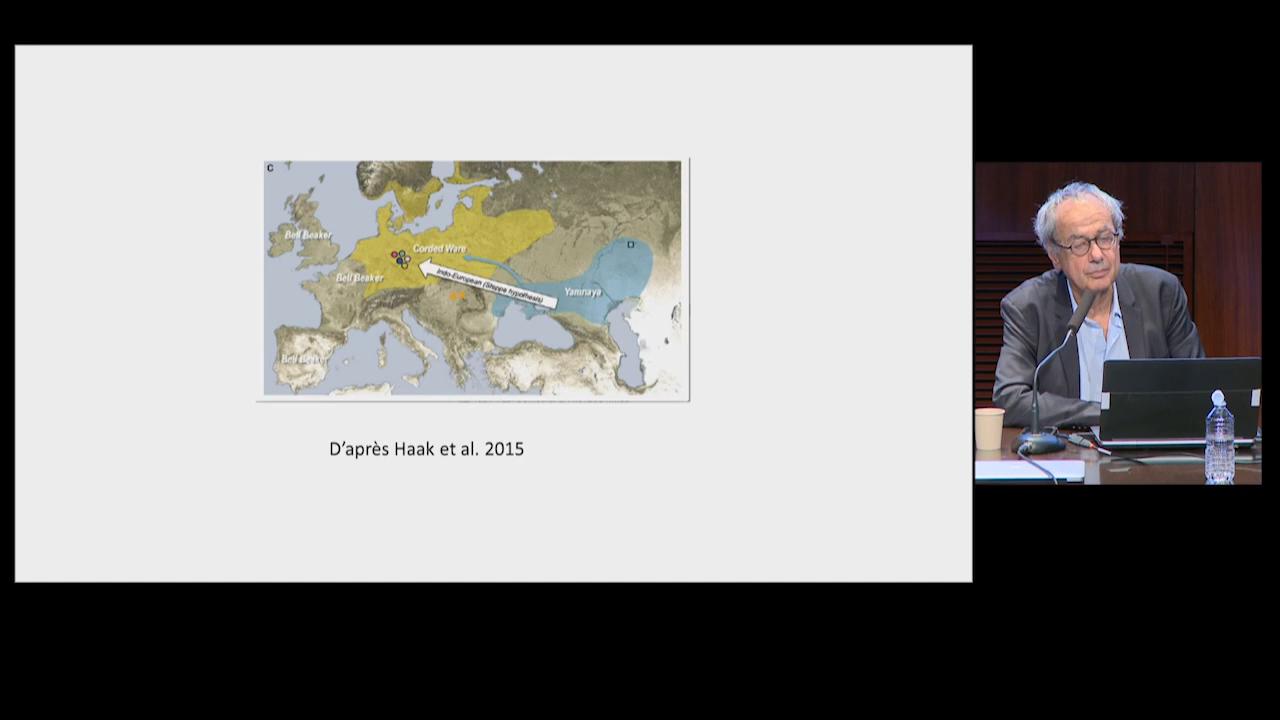 C
Bell Beaker
Corded Ware
Bell Beaker
Indo-European (Steppe hypothesis)
Yamnaya
Bell Beaker
D’après Haak et al. 2015